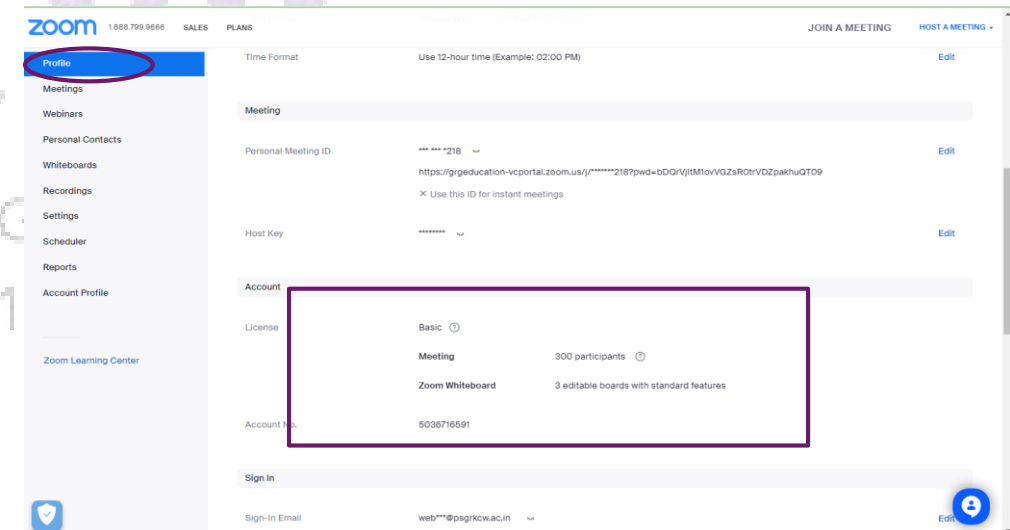 zoom 1.888.799.9666 SALES PLANS JOIN A MEETING HOST A MEETING
Profile
Meetings
Webinars
Personal Contacts
Whiteboards
Recordings
Settings
Scheduler
Reports
Account Profile
Zoom Learning Center
Time Format Use 12-hour time (Example: 02:00 PM) Edit
Meeting
Personal Meeting ID *** *** *218 Edit
https://grgeducation-vcportal.zoom.us/j/*******218?pwd=bDQrVjltM1ovVGZsR0trVDZpakhuQT09
× Use this ID for instant meetings
Host Key ******** Edit
Account
License Basic
Meeting 300 participants
Zoom Whiteboard 3 editable boards with standard features
Account No. 5036716591
Sign In
Sign-In Email web***@psgrkcw.ac.in Edit